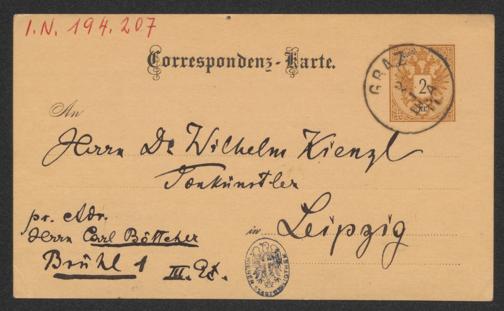 I.N. 194.207
Correspondenz-Karte.
GRAZ
2
An
Herrn Dr Wilhelm Kienzl
Tonkünstler
in Leipzig
pr. Adr.
Herrn Carl Böttcher
Brühl 1 III. St.